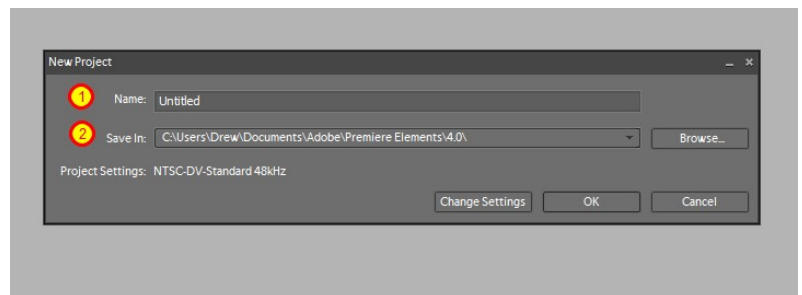 New Project
1 Name: Untitled
2 Save In: C:\Users\Drew\Documents\Adobe\Premiere Elements\4.0\ Browse...
Project Settings: NTSC-DV-Standard 48kHz
Change Settings OK Cancel